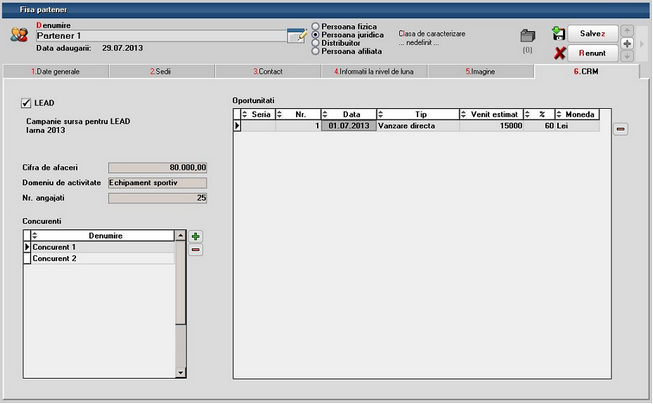 Fisa partener
Denumire
Partener 1
Data adaugarii: 29.07.2013
Persoana fizica
Persoana juridica
Distribuitor
Persoana afiliata
Clasa de caracterizare
... nedefinit ...
(0)
Salvez
Renunt
1.Date generale 2.Sedii 3.Contact 4.Informatii la nivel de luna 5.Imagine 6.CRM
LEAD
Campanie sursa pentru LEAD
Iarna 2013
Cifra de afaceri 80.000,00
Domeniu de activitate Echipament sportiv
Nr. angajati 25
Concurenti
Denumire
Concurent 1
Concurent 2
Oportunitati
Seria Nr. Data Tip Venit estimat % Moneda
1 01.07.2013 Vanzare directa 15000 60 Lei